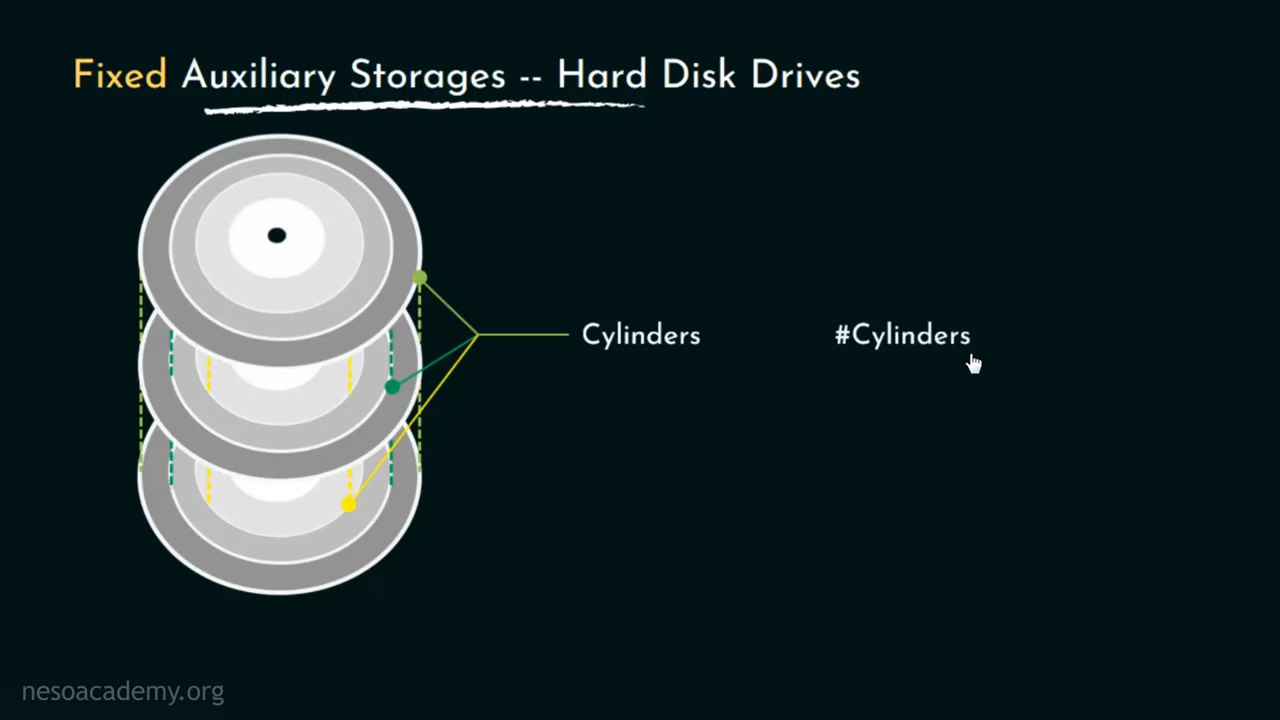 Fixed Auxiliary Storages -- Hard Disk Drives
Cylinders
#Cylinders
nesoacademy.org